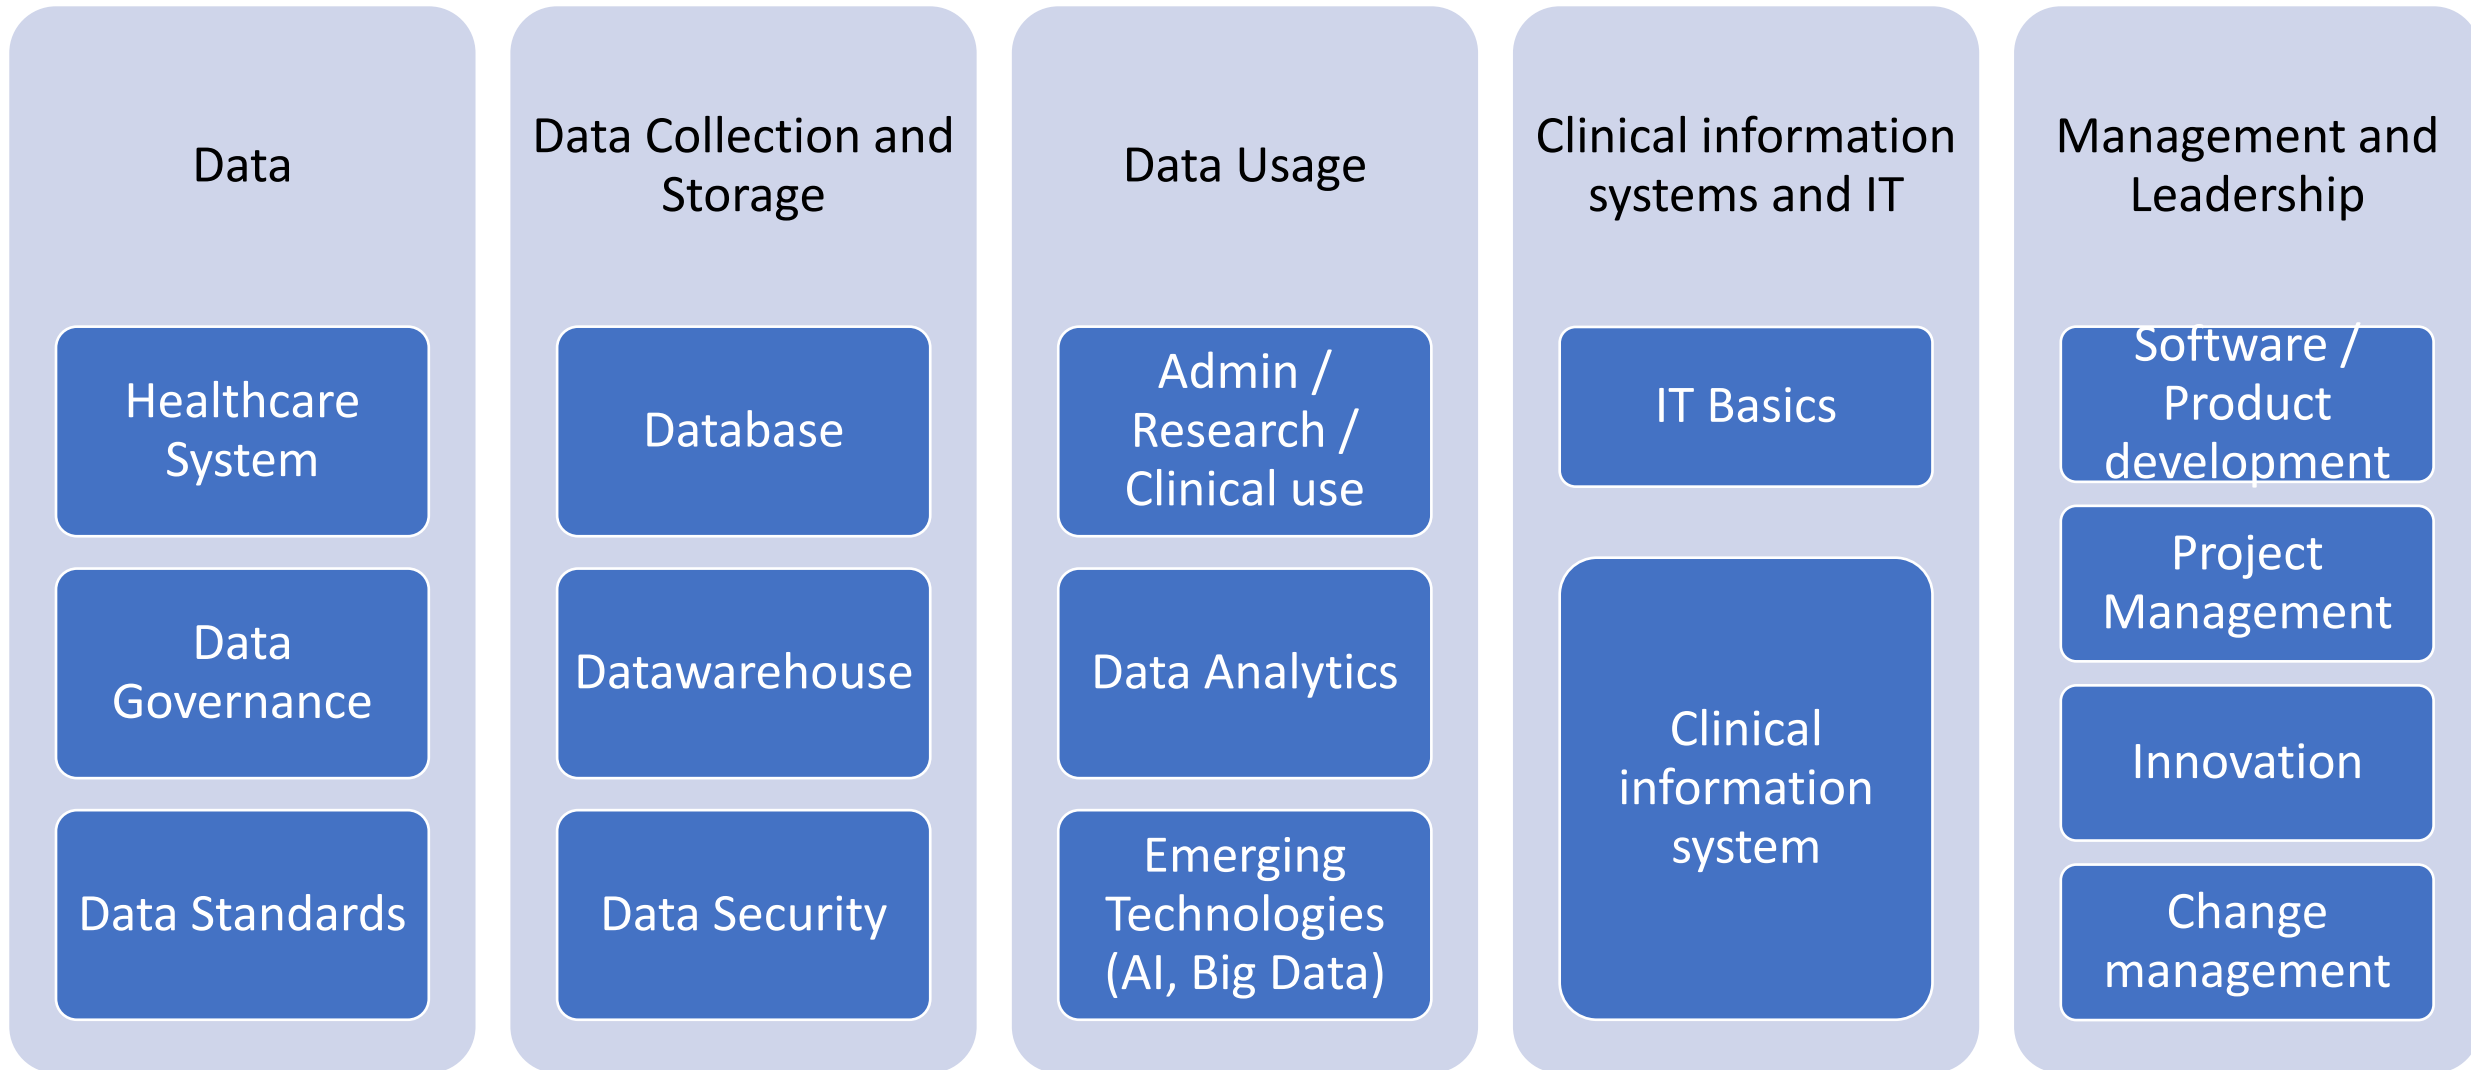 Data
Healthcare
System
Data
Governance
Data Standards
Data Collection and
Storage
Database
Datawarehouse
Data Security
Data Usage
Admin /
Research /
Clinical use
Data Analytics
Emerging
Technologies
(AI, Big Data)
Clinical information
systems and IT
IT Basics
Clinical
information
system
Management and
Leadership
Software /
Product
development
Project
Management
Innovation
Change
management